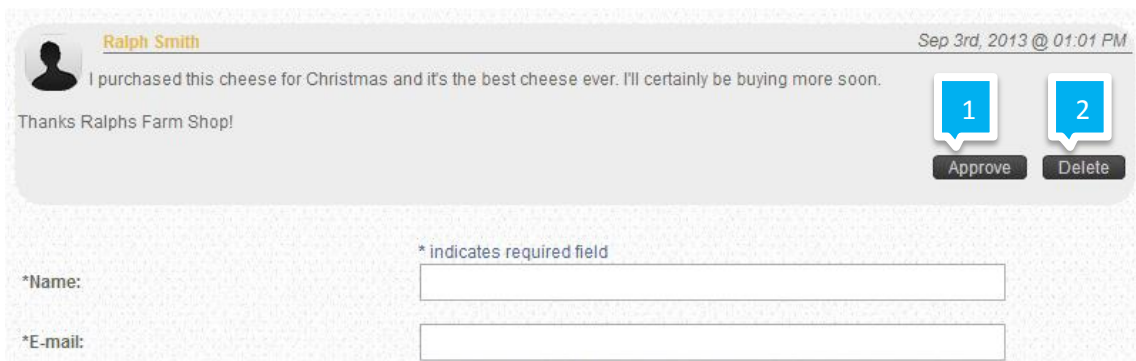 Ralph Smith Sep 3rd, 2013 @ 01:01 PM
I purchased this cheese for Christmas and it's the best cheese ever. I'll certainly be buying more soon.
Thanks Ralphs Farm Shop!
1 2
Approve Delete
* indicates required field
*Name:
*E-mail: